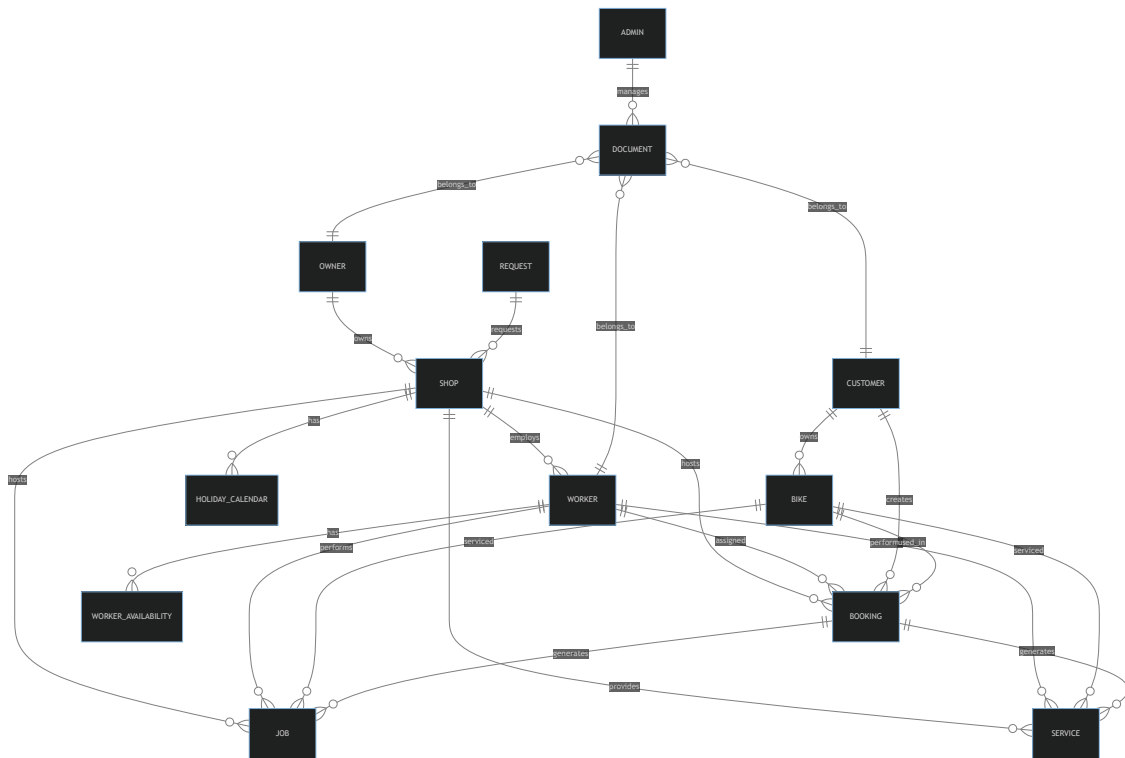 ADMIN
manages
DOCUMENT
belongs_to
belongs_to
OWNER
REQUEST
belongs_to
requests
owns
SHOP
CUSTOMER
has
employs
owns
hosts
hosts
HOLIDAY_CALENDAR
WORKER
BIKE
creates
has
performs
serviced
assigned
used_in
serviced
WORKER_AVAILABILITY
BOOKING
generates
generates
provides
JOB
SERVICE